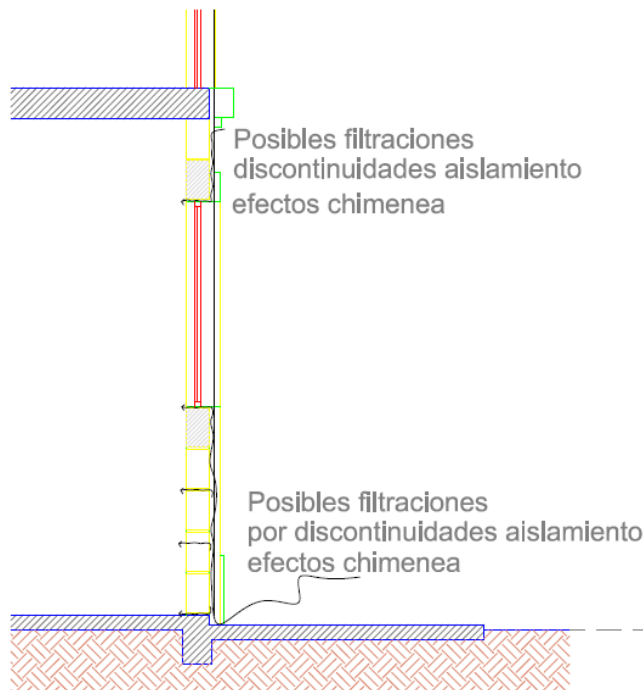 Posibles filtraciones
discontinuidades aislamiento
efectos chimenea
Posibles filtraciones
por discontinuidades aislamiento
efectos chimenea